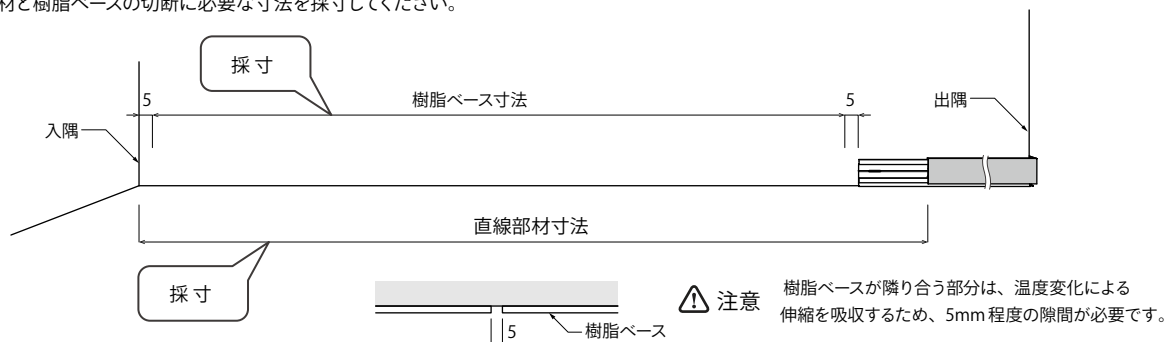 材と樹脂ベースの切断に必要な寸法を採寸してください。
採 寸
5
樹脂ベース寸法
5
出隅
入隅
直線部材寸法
採 寸
注意
樹脂ベースが隣り合う部分は、温度変化による
伸縮を吸収するため、5mm 程度の隙間が必要です。
5
樹脂ベース